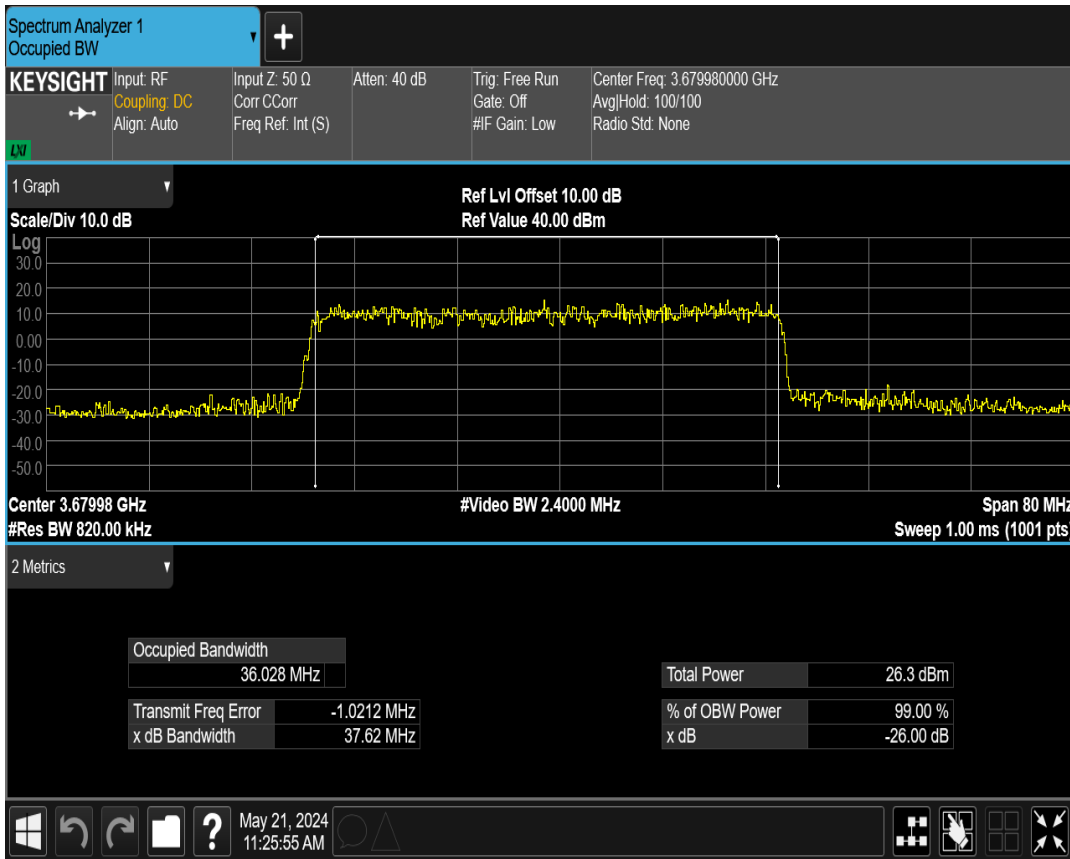 Spectrum Analyzer 1
Occupied BW
+
KEYSIGHT
LXI
Input: RF
Coupling: DC
Align: Auto
Input Z: 50 Ω
Corr CCorr
Freq Ref: Int (S)
Atten: 40 dB
Trig: Free Run
Gate: Off
#IF Gain: Low
Center Freq: 3.679980000 GHz
Avg|Hold: 100/100
Radio Std: None
1 Graph
Scale/Div 10.0 dB
Ref Lvl Offset 10.00 dB
Ref Value 40.00 dBm
Log
30.0
20.0
10.0
0.00
-10.0
-20.0
-30.0
-40.0
-50.0
Center 3.67998 GHz
#Video BW 2.4000 MHz
Span 80 MHz
#Res BW 820.00 kHz
Sweep 1.00 ms (1001 pts)
2 Metrics
Occupied Bandwidth
36.028 MHz
Total Power 26.3 dBm
Transmit Freq Error -1.0212 MHz
% of OBW Power 99.00 %
x dB Bandwidth 37.62 MHz
x dB -26.00 dB
?
May 21, 2024
11:25:55 AM